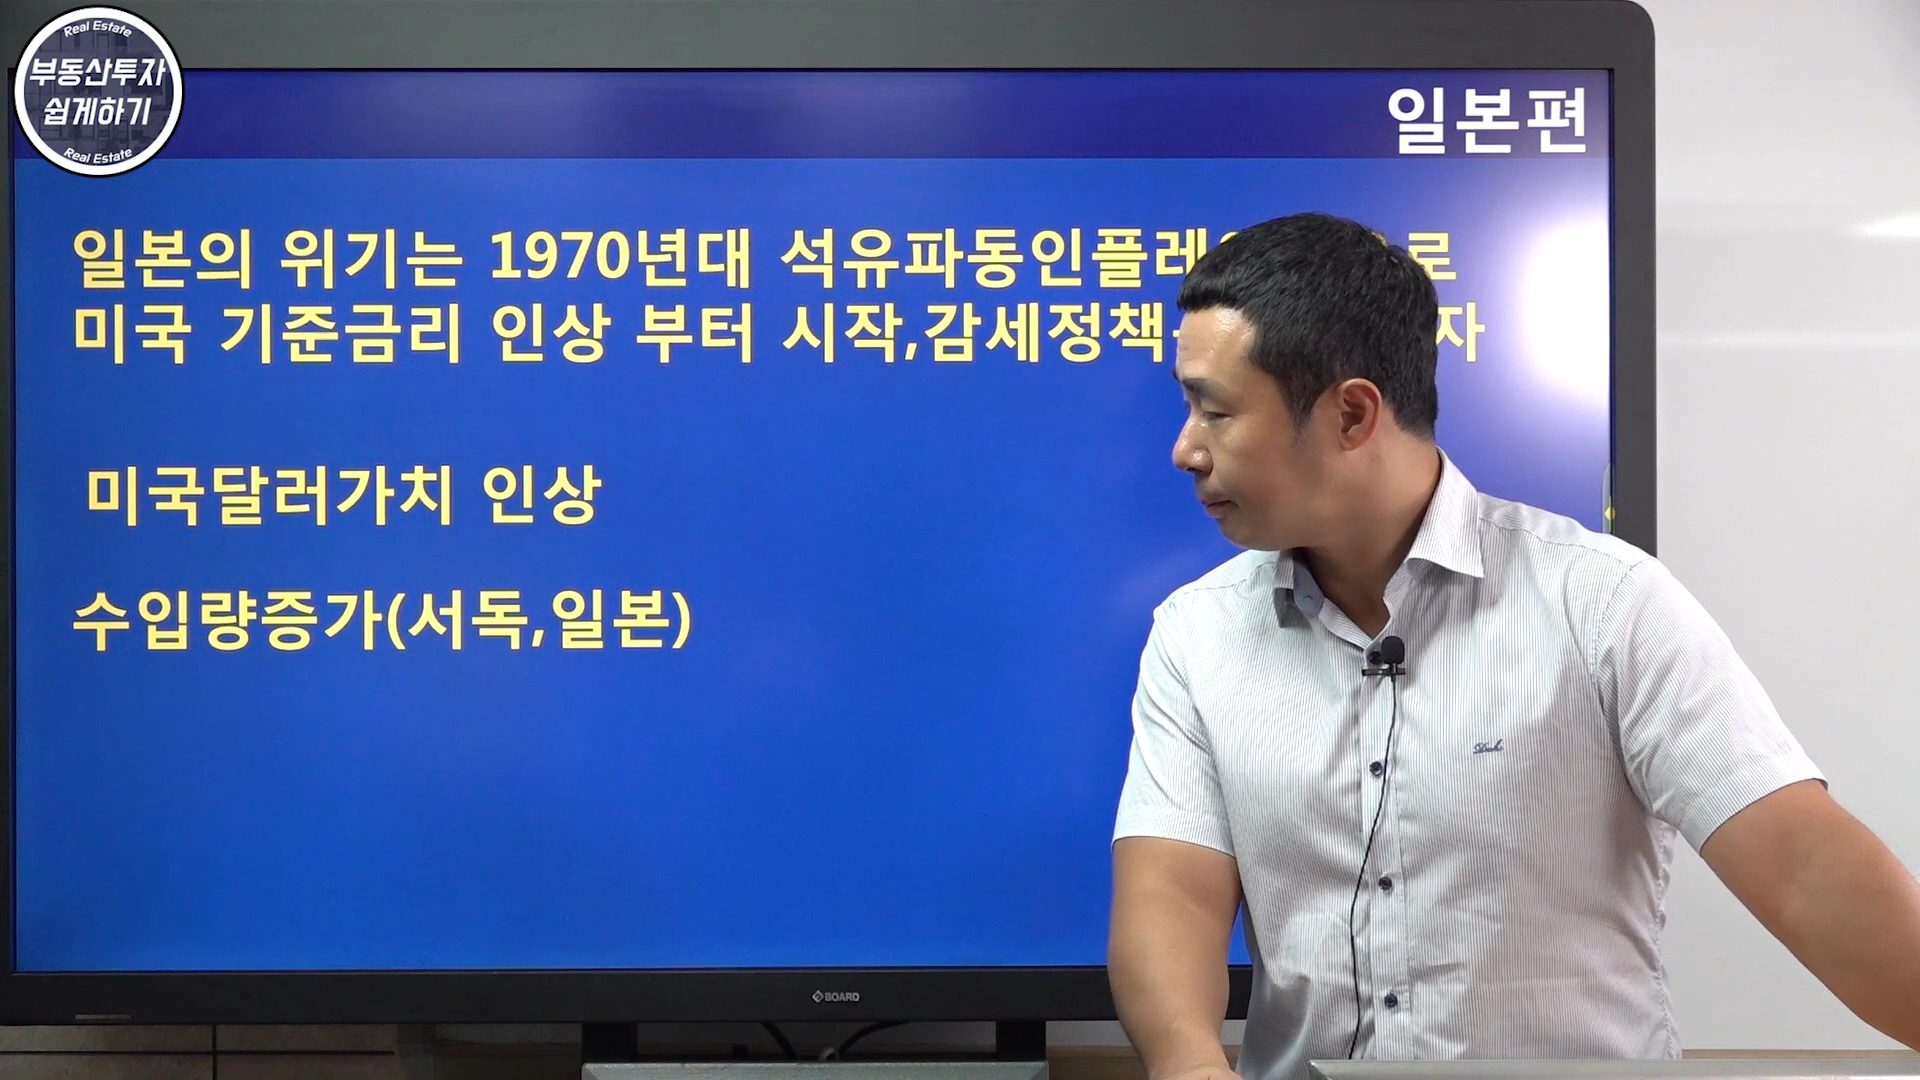 Real Estate
부동산투자
쉽게하기
Real Estate
일본편
일본의 위기는 1970년대 석유파동인플레 로
미국 기준금리 인상 부터 시작,감세정책 자
미국달러가치 인상
수입량증가(서독,일본)
BOARD